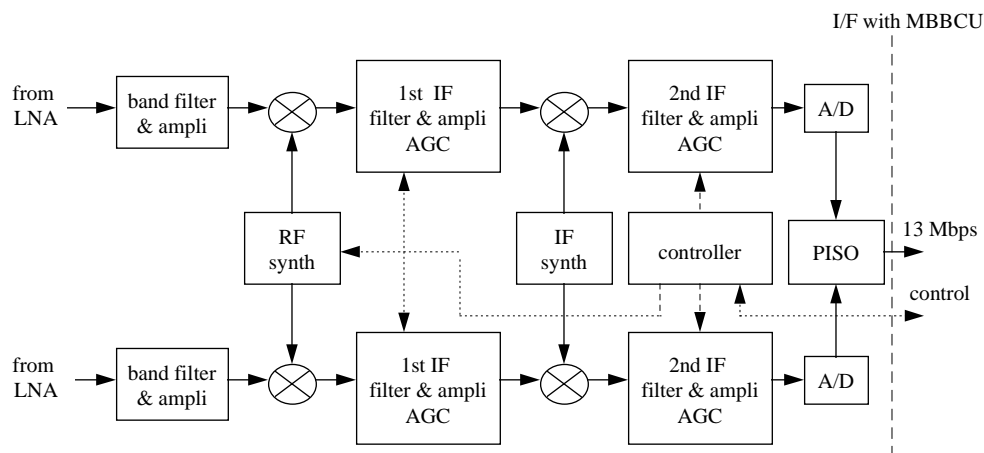 I/F with MBBCU
from
LNA
band filter
& ampli
1st IF
filter & ampli
AGC
2nd IF
filter & ampli
AGC
A/D
RF
synth
IF
synth
controller
PISO
13 Mbps
control
from
LNA
band filter
& ampli
1st IF
filter & ampli
AGC
2nd IF
filter & ampli
AGC
A/D